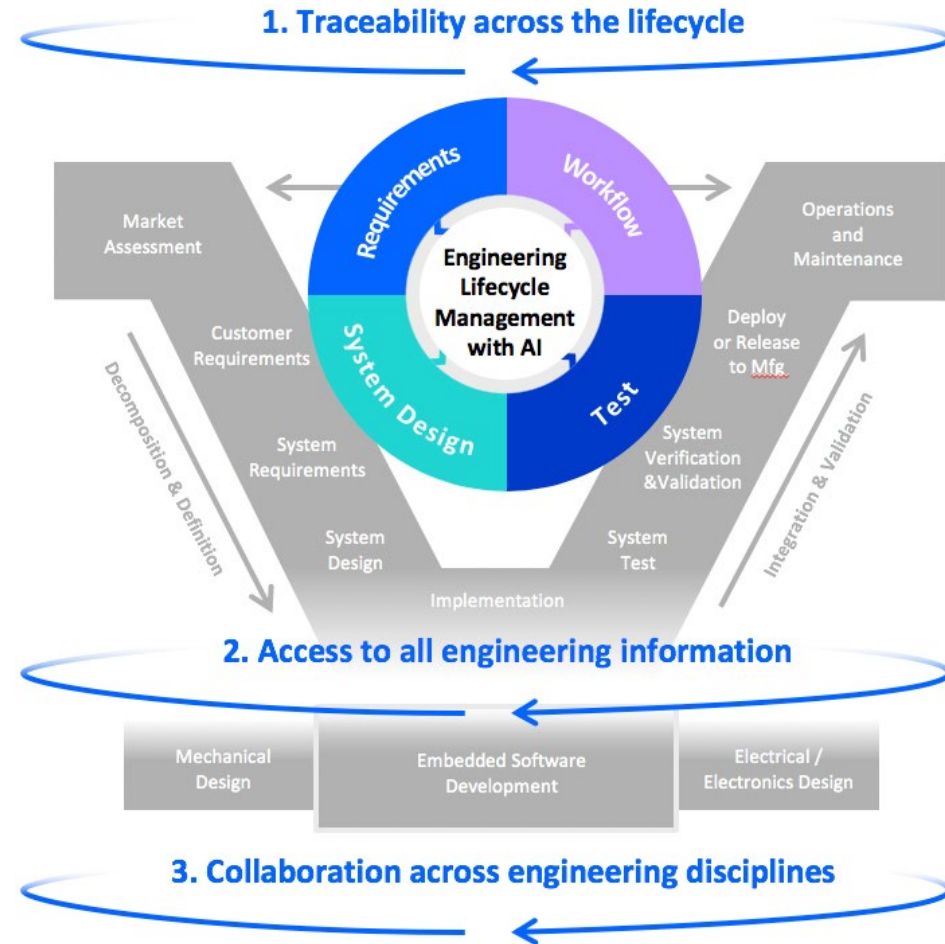 1. Traceability across the lifecycle
Requirements
Workflow
System Design
Test
Engineering
Lifecycle
Management
with AI
Market
Assessment
Customer
Requirements
System
Requirements
System
Design
Implementation
System
Test
System
Verification
&Validation
Deploy
or Release
to Mfg
Operations
and
Maintenance
Decomposition & Definition
Integration & Validation
2. Access to all engineering information
Mechanical
Design
Embedded Software
Development
Electrical /
Electronics Design
3. Collaboration across engineering disciplines